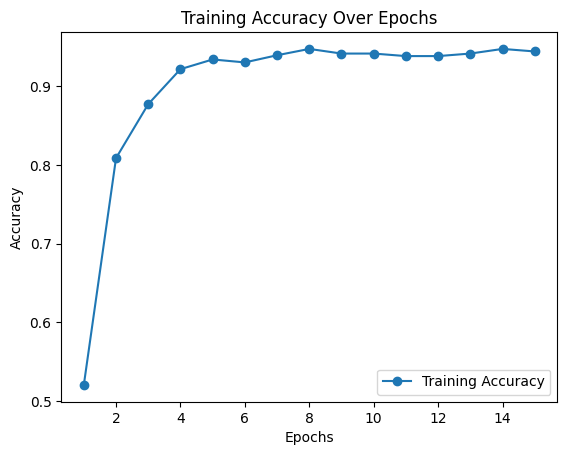 Training Accuracy Over Epochs
Accuracy
0.9
0.8
0.7
0.6
0.5
Training Accuracy
2 4 6 8 10 12 14
Epochs